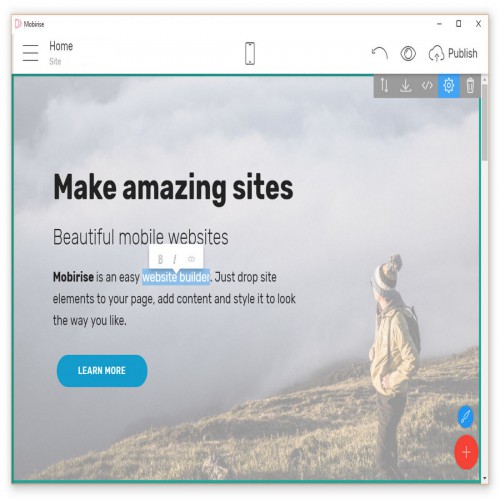 Mobirise
Home
Site
Publish
Make amazing sites
Beautiful mobile websites
B I
Mobirise is an easy website builder. Just drop site
elements to your page, add content and style it to look
the way you like.
LEARN MORE